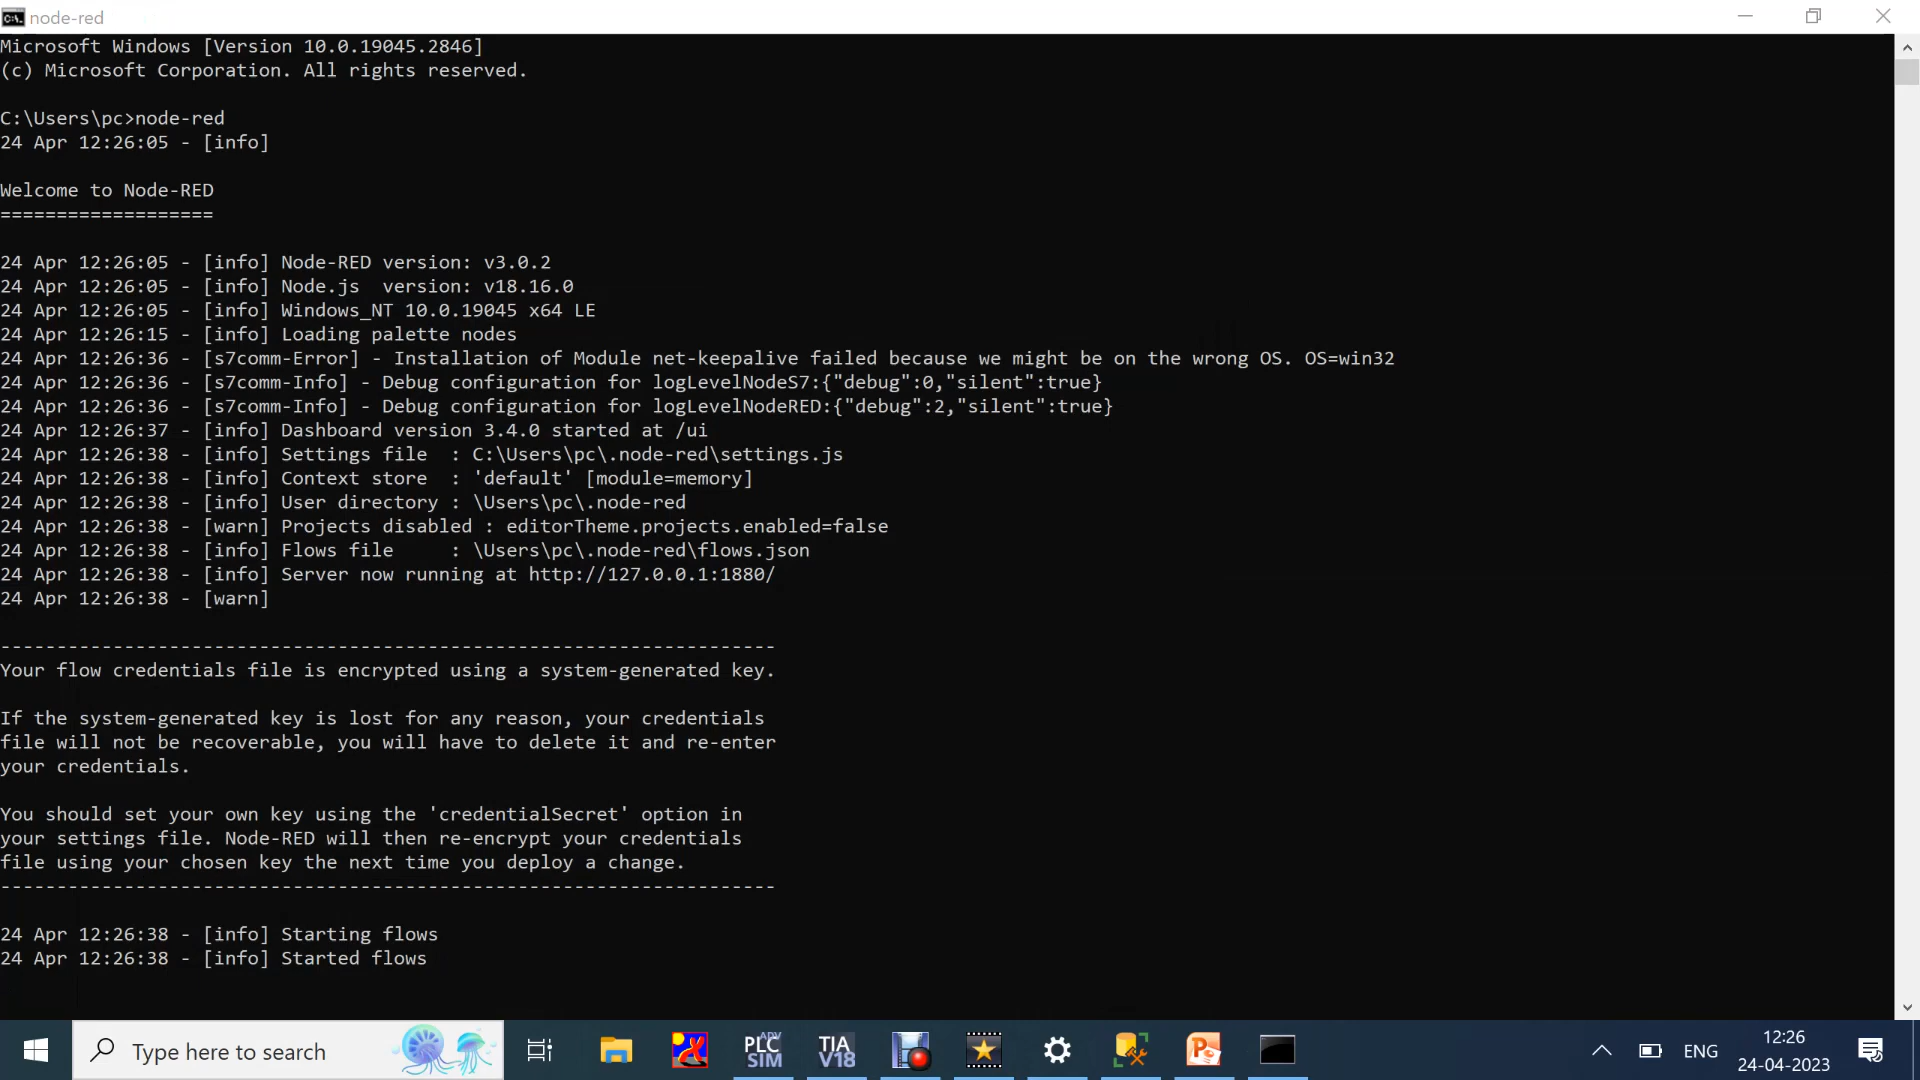 node-red
Microsoft Windows [Version 10.0.19045.2846]
(c) Microsoft Corporation. All rights reserved.
C:\Users\pc>node-red
24 Apr 12:26:05 - [info]
Welcome to Node-RED
===================
24 Apr 12:26:05 - [info] Node-RED version: v3.0.2
24 Apr 12:26:05 - [info] Node.js  version: v18.16.0
24 Apr 12:26:05 - [info] Windows_NT 10.0.19045 x64 LE
24 Apr 12:26:15 - [info] Loading palette nodes
24 Apr 12:26:36 - [s7comm-Error] - Installation of Module net-keepalive failed because we might be on the wrong OS. OS=win32
24 Apr 12:26:36 - [s7comm-Info] - Debug configuration for logLevelNodeS7:{"debug":0,"silent":true}
24 Apr 12:26:36 - [s7comm-Info] - Debug configuration for logLevelNodeRED:{"debug":2,"silent":true}
24 Apr 12:26:37 - [info] Dashboard version 3.4.0 started at /ui
24 Apr 12:26:38 - [info] Settings file  : C:\Users\pc\.node-red\settings.js
24 Apr 12:26:38 - [info] Context store  : 'default' [module=memory]
24 Apr 12:26:38 - [info] User directory : \Users\pc\.node-red
24 Apr 12:26:38 - [warn] Projects disabled : editorTheme.projects.enabled=false
24 Apr 12:26:38 - [info] Flows file     : \Users\pc\.node-red\flows.json
24 Apr 12:26:38 - [info] Server now running at http://127.0.0.1:1880/
24 Apr 12:26:38 - [warn]
---------------------------------------------------------------------
Your flow credentials file is encrypted using a system-generated key.
If the system-generated key is lost for any reason, your credentials
file will not be recoverable, you will have to delete it and re-enter
your credentials.
You should set your own key using the 'credentialSecret' option in
your settings file. Node-RED will then re-encrypt your credentials
file using your chosen key the next time you deploy a change.
---------------------------------------------------------------------
24 Apr 12:26:38 - [info] Starting flows
24 Apr 12:26:38 - [info] Started flows
Type here to search
ADV
PLC
SIM
TIA
V18
ENG
12:26
24-04-2023